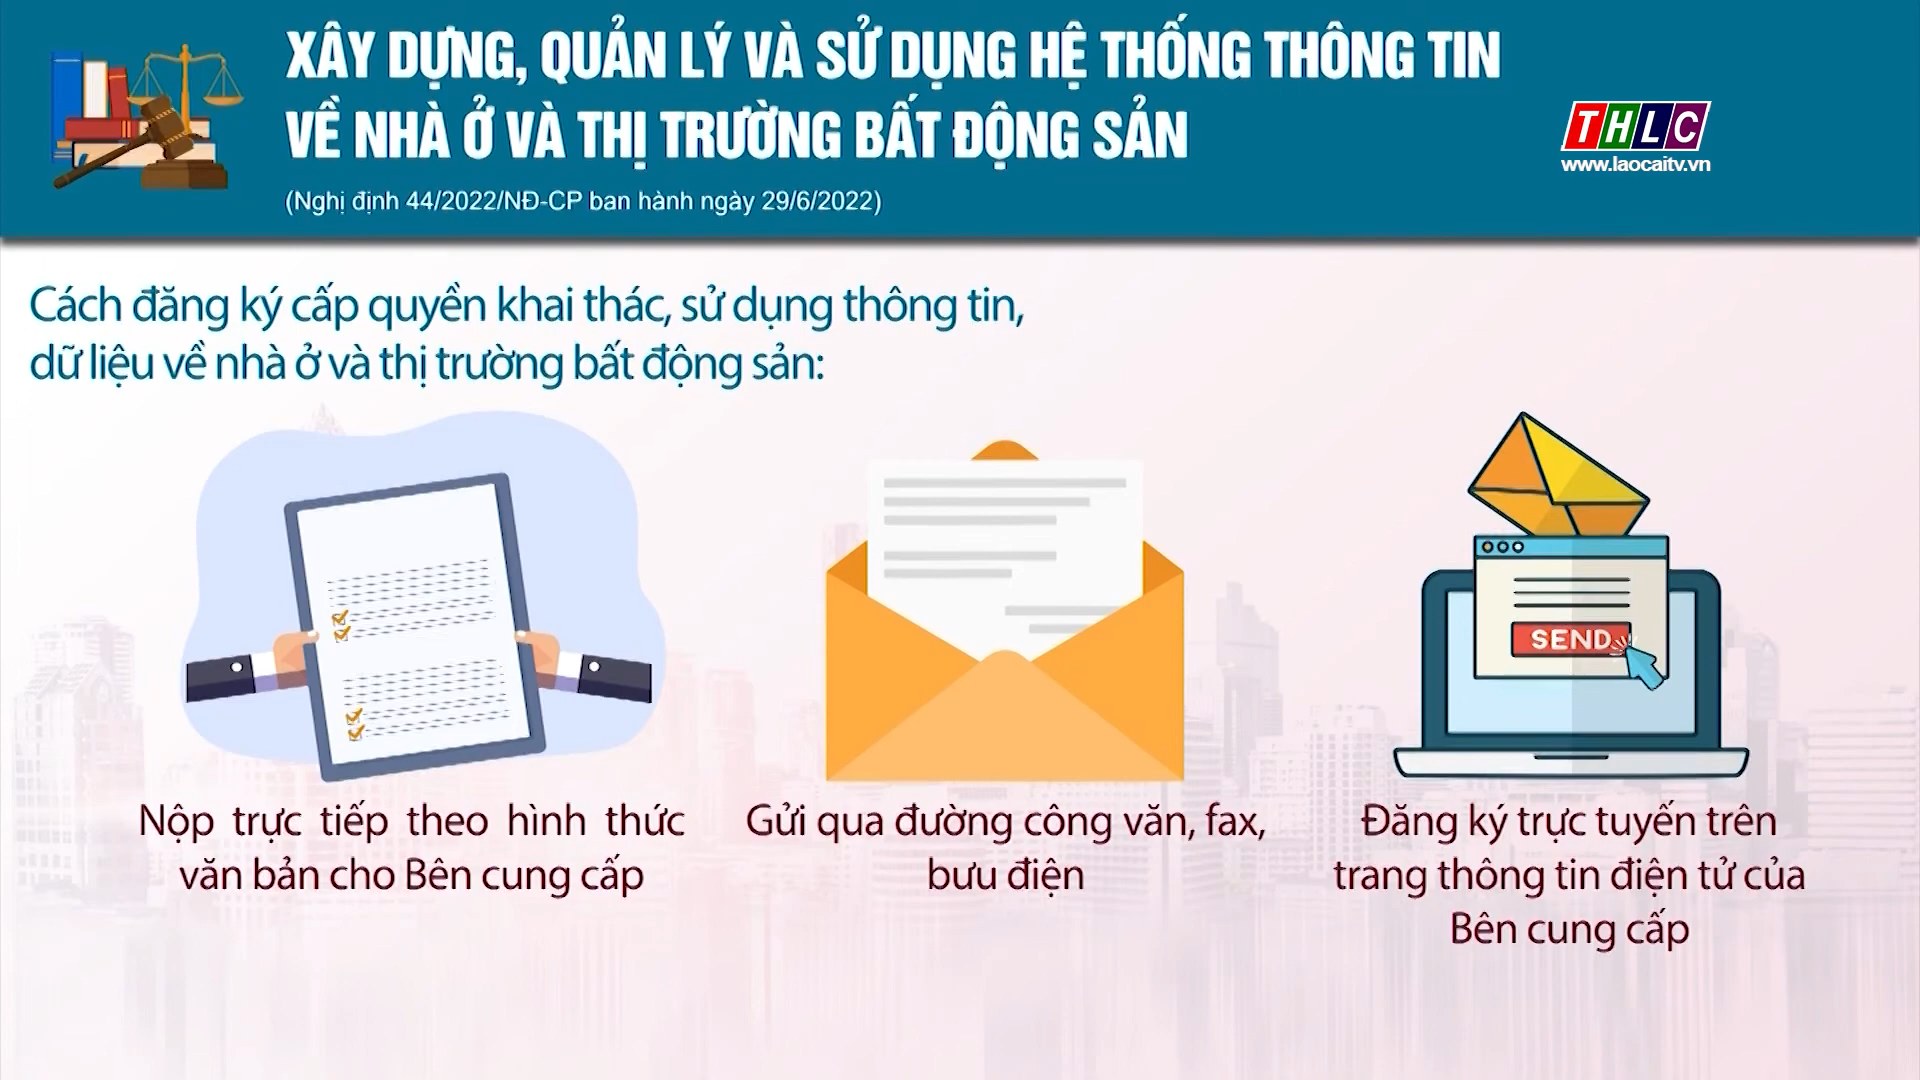 XÂY DỰNG, QUẢN LÝ VÀ SỬ DỤNG HỆ THỐNG THÔNG TIN
VỀ NHÀ Ở VÀ THỊ TRƯỜNG BẤT ĐỘNG SẢN
(Nghị định 44/2022/NĐ-CP ban hành ngày 29/6/2022)
THLC
www.laocaitv.vn
Cách đăng ký cấp quyền khai thác, sử dụng thông tin,
dữ liệu về nhà ở và thị trường bất động sản:
SEND
Nộp trực tiếp theo hình thức
văn bản cho Bên cung cấp
Gửi qua đường công văn, fax,
bưu điện
Đăng ký trực tuyến trên
trang thông tin điện tử của
Bên cung cấp